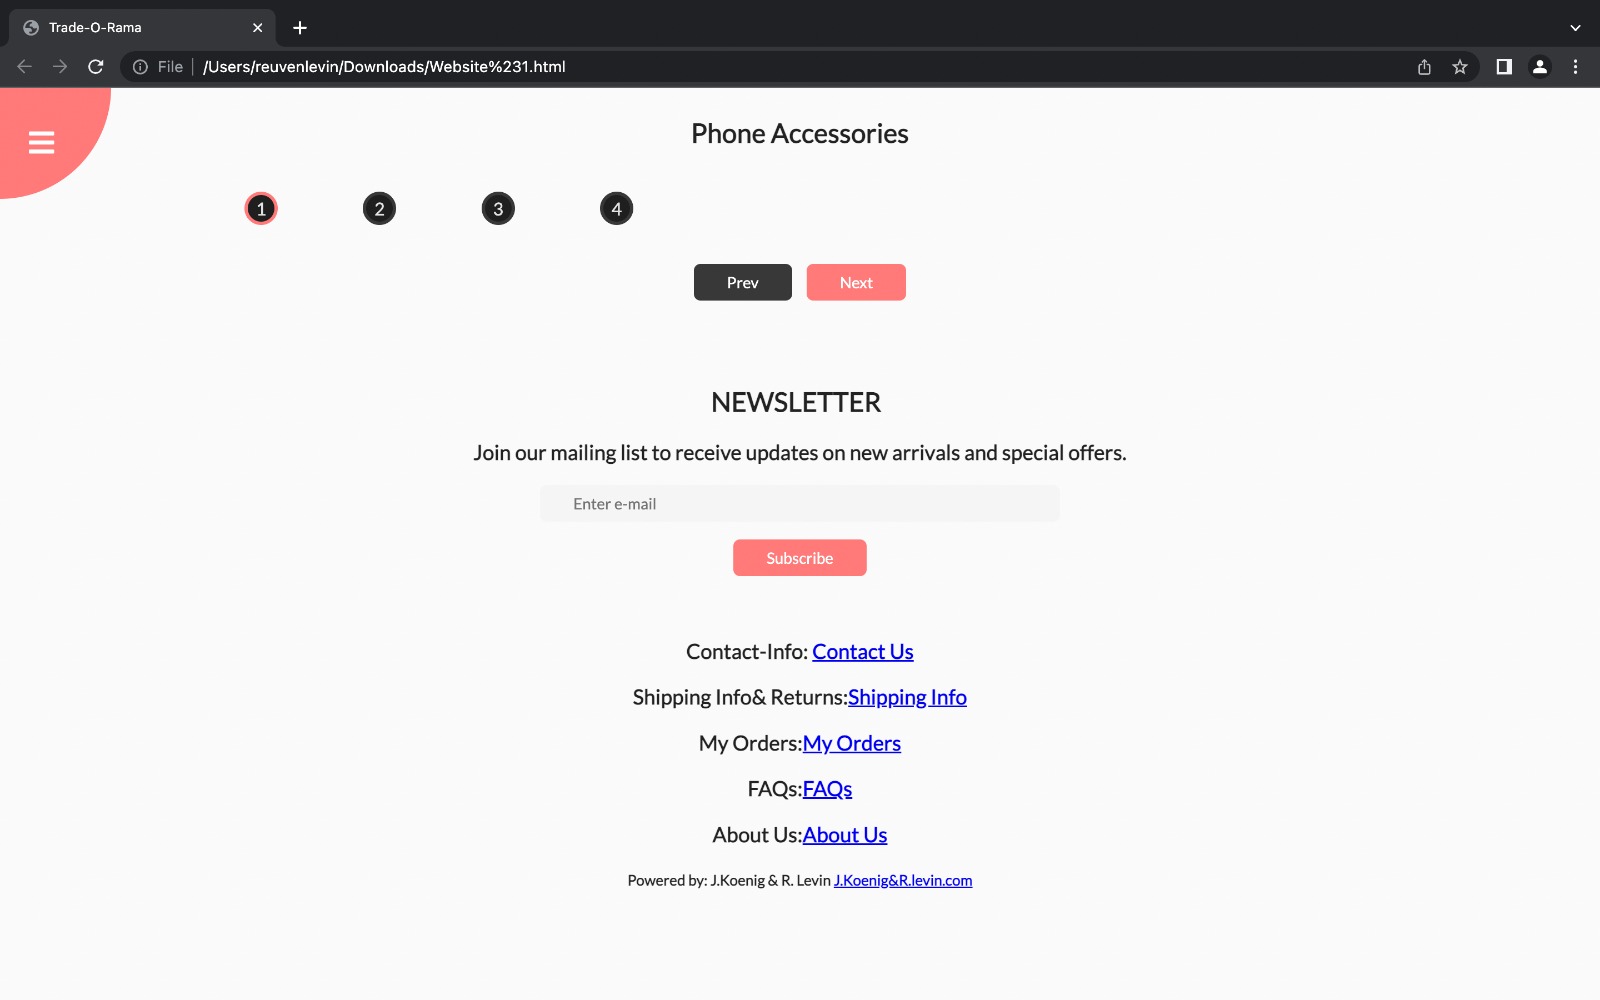 Trade-O-Rama
File
/Users/reuvenlevin/Downloads/Website%231.html
Phone Accessories
1 2 3 4
Prev Next
NEWSLETTER
Join our mailing list to receive updates on new arrivals and special offers.
Enter e-mail
Subscribe
Contact-Info: Contact Us
Shipping Info& Returns:Shipping Info
My Orders:My Orders
FAQs:FAQs
About Us:About Us
Powered by: J.Koenig & R. Levin J.Koenig&R.levin.com